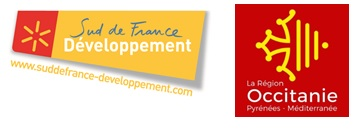 Sud de France
Développement
www.suddefrance-developpement.com
La Région
Occitanie
Pyrénées - Méditerranée